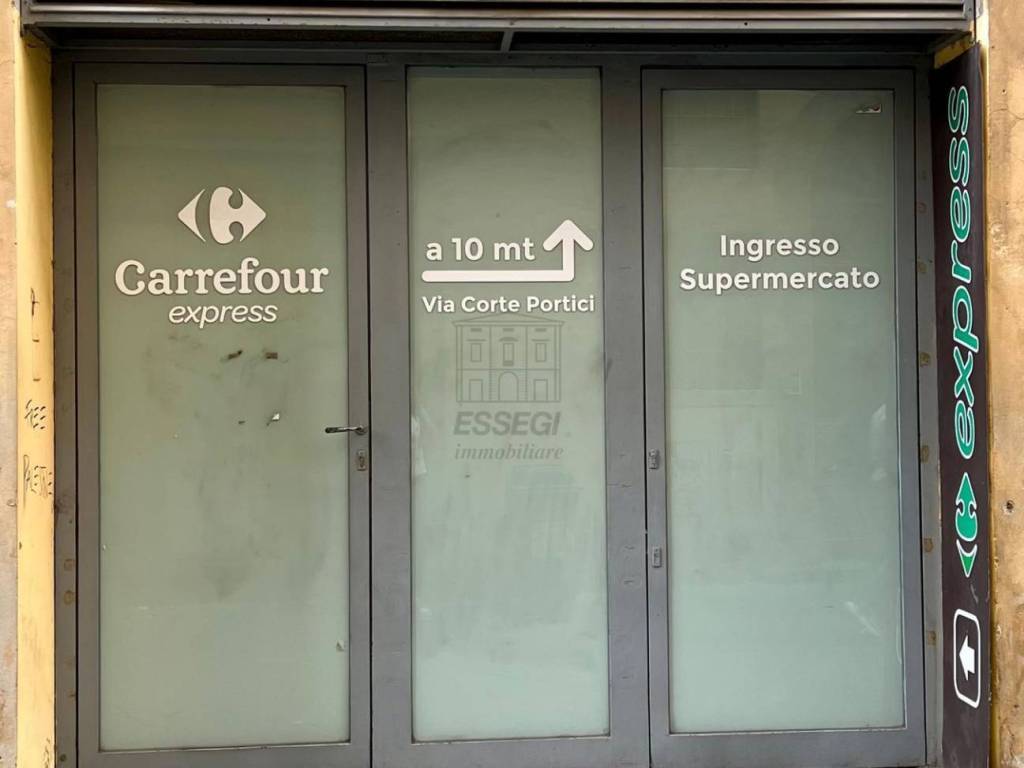 Carrefour
express
a 10 mt
Via Corte Portici
Ingresso
Supermercato
express
ESSEGI
immobiliare